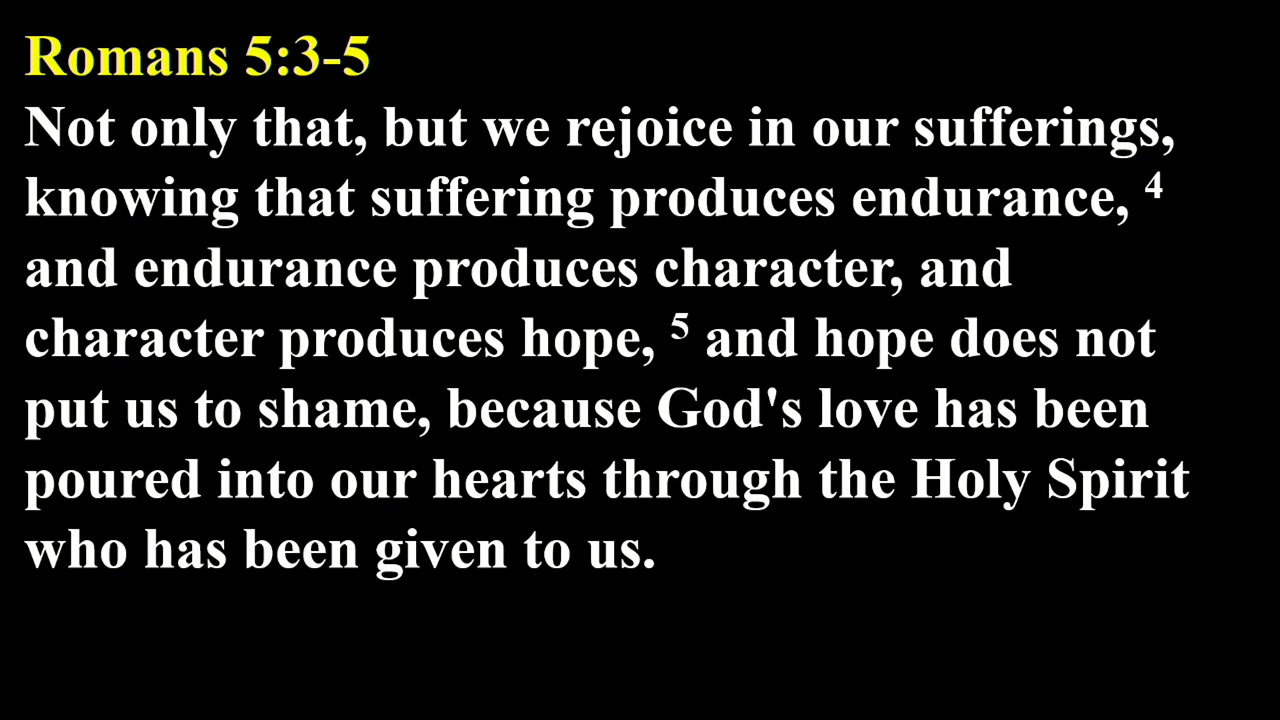 Romans 5:3-5
Not only that, but we rejoice in our sufferings,
knowing that suffering produces endurance, 4
and endurance produces character, and
character produces hope, 5 and hope does not
put us to shame, because God's love has been
poured into our hearts through the Holy Spirit
who has been given to us.